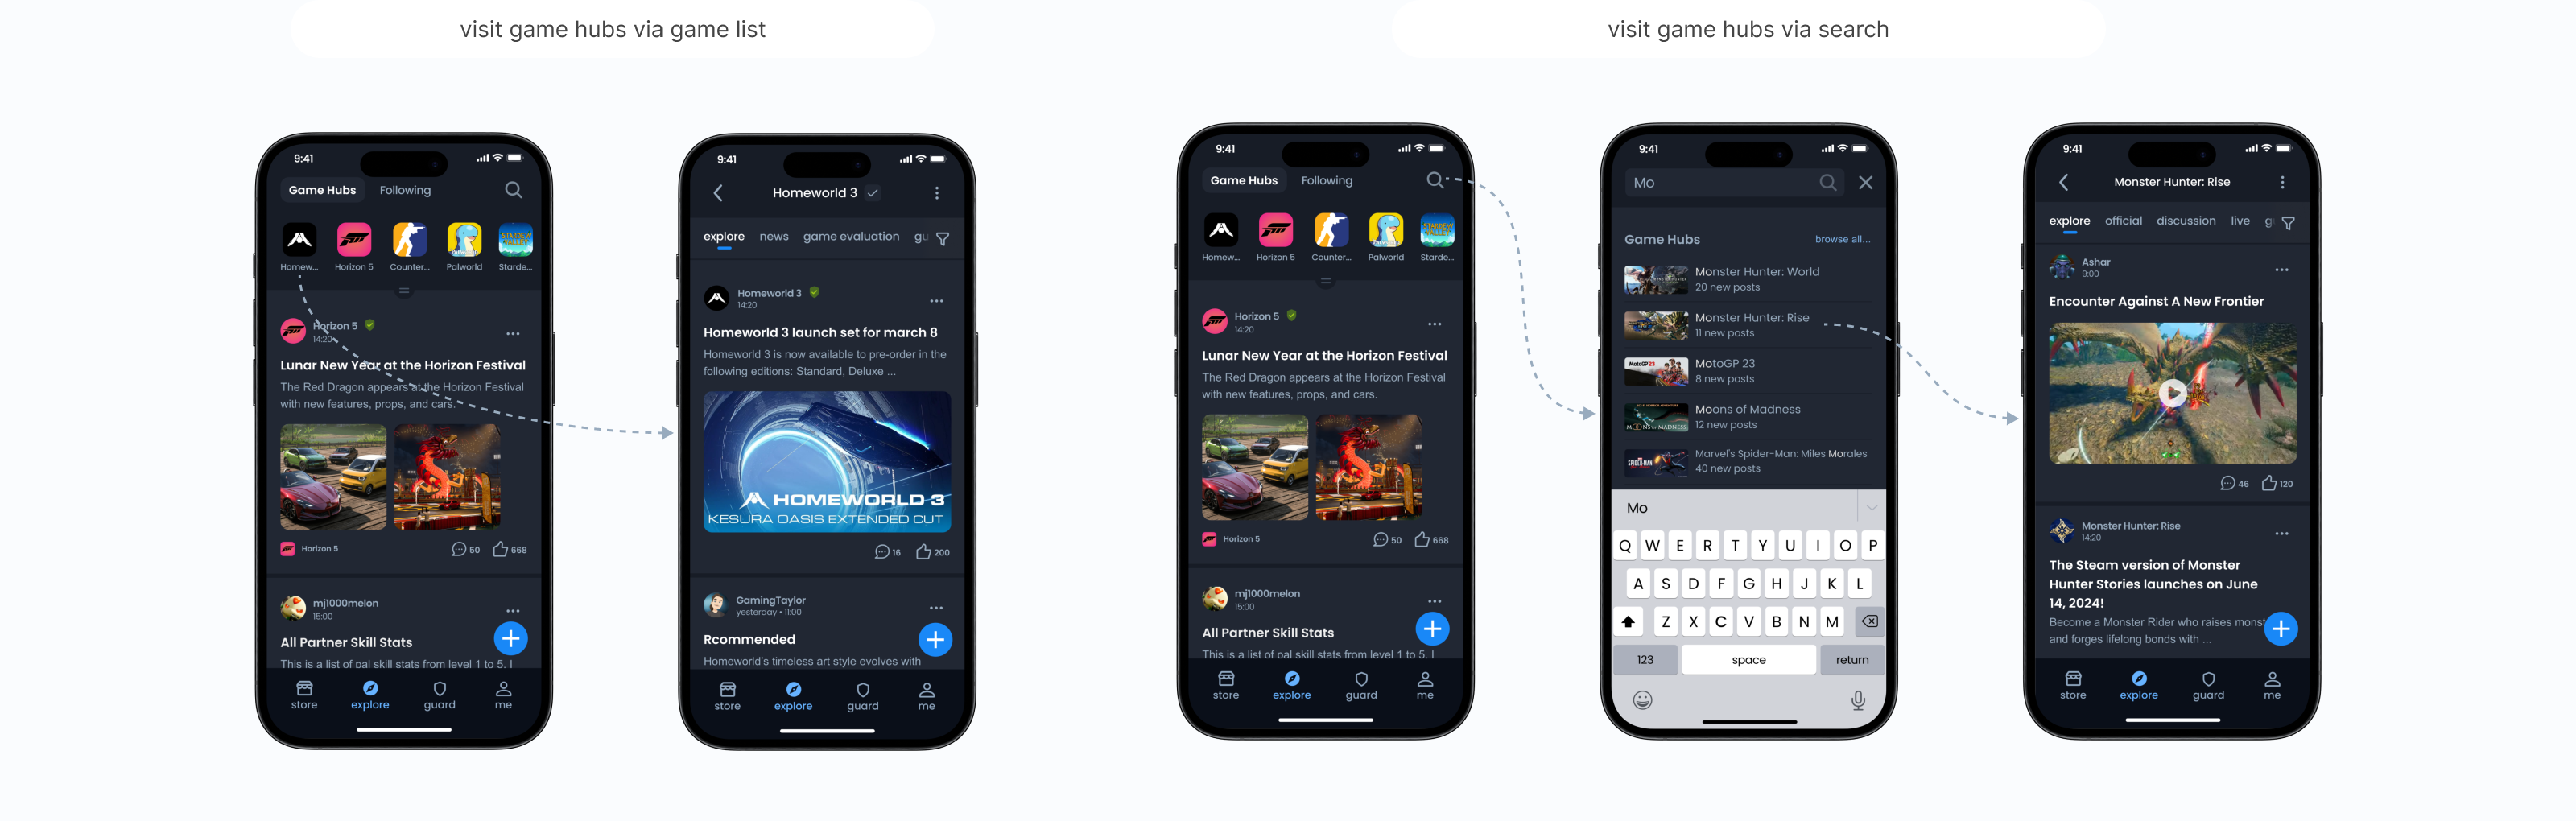 visit game hubs via game list
visit game hubs via search
9:41
Game Hubs Following
Homew... Horizon 5 Counter... Palworld Starde...
Horizon 5
14:20
Lunar New Year at the Horizon Festival
The Red Dragon appears at the Horizon Festival
with new features, props, and cars.
Horizon 5 50 668
mj1000melon
15:00
All Partner Skill Stats
This is a list of pal skill stats from level 1 to 5. I
store explore guard me
9:41
Homeworld 3
explore news game evaluation gu
Homeworld 3
14:20
Homeworld 3 launch set for march 8
Homeworld 3 is now available to pre-order in the
following editions: Standard, Deluxe ...
HOMEWORLD 3
KESURA OASIS EXTENDED CUT
16 200
GamingTaylor
yesterday • 11:00
Rcommended
Homeworld's timeless art style evolves with
store explore guard me
9:41
Game Hubs Following
STARDEW VALLEY
Homew... Horizon 5 Counter... Palworld Starde...
Horizon 5
14:20
Lunar New Year at the Horizon Festival
The Red Dragon appears at the Horizon Festival
with new features, props, and cars.
Horizon 5 50 668
mj1000melon
15:00
All Partner Skill Stats
This is a list of pal skill stats from level 1 to 5. I
store explore guard me
9:41
Mo
Game Hubs browse all...
Monster Hunter: World
20 new posts
Monster Hunter: Rise
11 new posts
MotoGP 23
8 new posts
MotoGP23
Moons of Madness
12 new posts
MOONS OF MADNESS
Marvel's Spider-Man: Miles Morales
40 new posts
SPIDER-MAN
Mo
Q W E R T Y U I O P
A S D F G H J K L
Z X C V B N M
123 space return
9:41
Monster Hunter: Rise
explore official discussion live g
Ashar
9:00
Encounter Against A New Frontier
46 120
Monster Hunter: Rise
14:20
The Steam version of Monster
Hunter Stories launches on June
14, 2024!
Become a Monster Rider who raises monst
and forges lifelong bonds with ...
store explore guard me